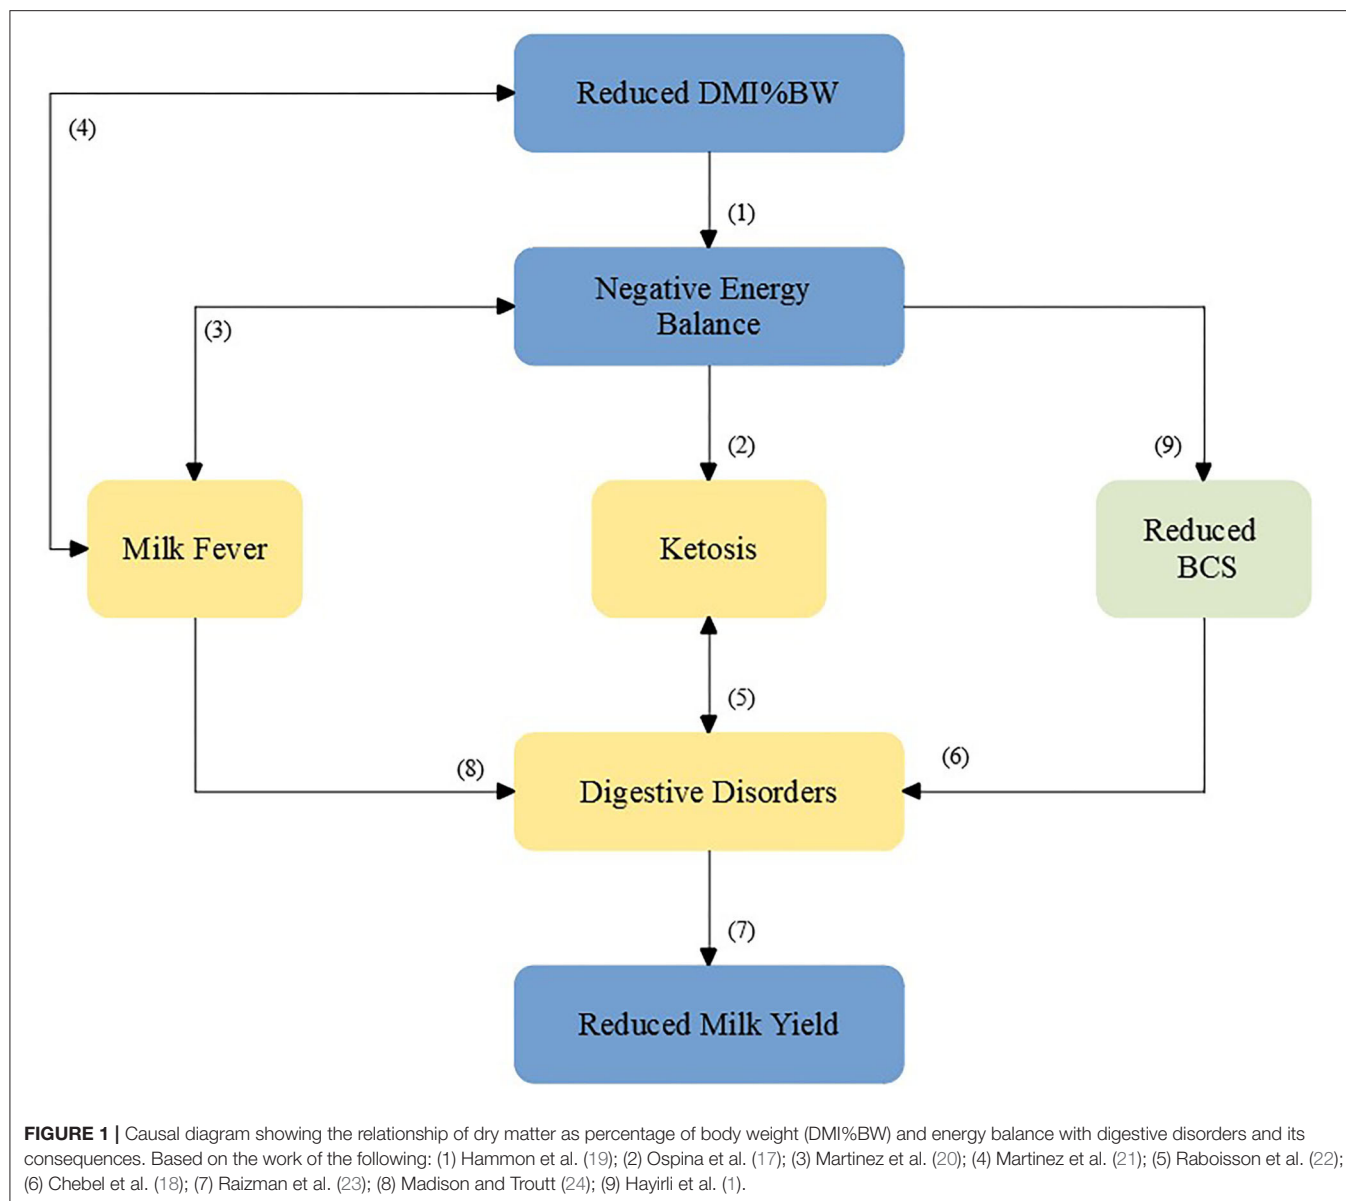 Reduced DMI%BW
(4)
(1)
Negative Energy
Balance
(3)
(2)
(9)
Milk Fever
Ketosis
Reduced
BCS
(5)
(8)
(6)
Digestive Disorders
(7)
Reduced Milk Yield
FIGURE 1 | Causal diagram showing the relationship of dry matter as percentage of body weight (DMI%BW) and energy balance with digestive disorders and its
consequences. Based on the work of the following: (1) Hammon et al. (19); (2) Ospina et al. (17); (3) Martinez et al. (20); (4) Martinez et al. (21); (5) Raboisson et al. (22);
(6) Chebel et al. (18); (7) Raizman et al. (23); (8) Madison and Troutt (24); (9) Hayirli et al. (1).